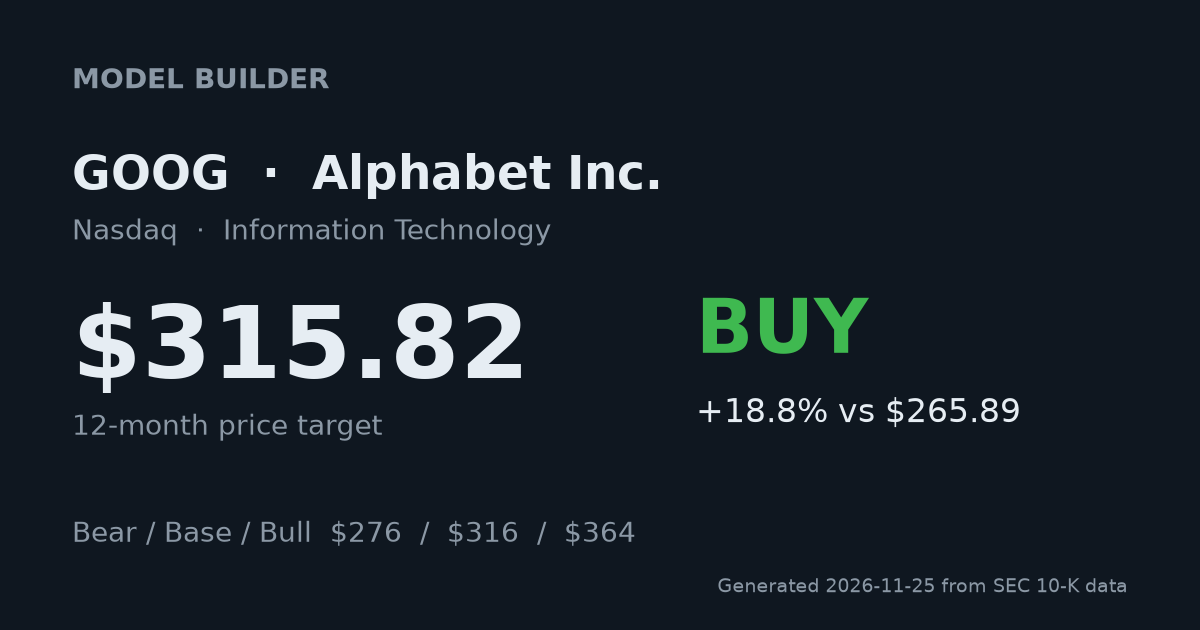 MODEL BUILDER
GOOG · Alphabet Inc.
Nasdaq · Information Technology
$315.82
BUY
+18.8% vs $265.89
12-month price target
Bear / Base / Bull $276 / $316 / $364
Generated 2026-11-25 from SEC 10-K data